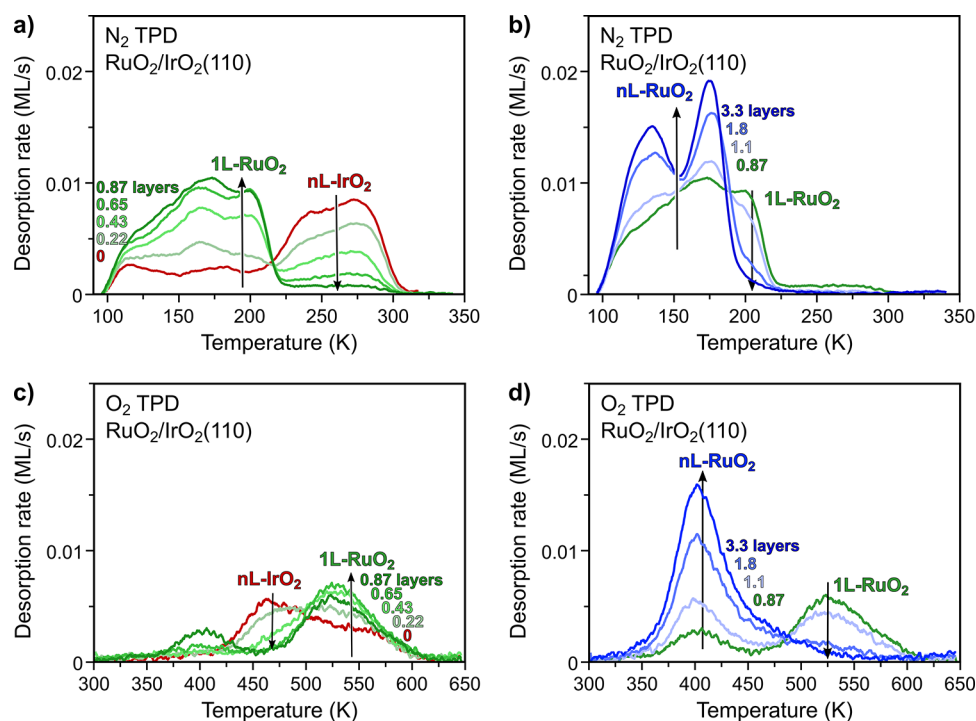 a)
N₂ TPD
RuO₂/IrO₂(110)
Desorption rate (ML/s)
0.02
0.01
0
1L-RuO₂
nL-IrO₂
0.87 layers
0.65
0.43
0.22
0
100 150 200 250 300 350
Temperature (K)
b)
N₂ TPD
RuO₂/IrO₂(110)
Desorption rate (ML/s)
0.02
0.01
0
nL-RuO₂
3.3 layers
1.8
1.1
0.87
1L-RuO₂
100 150 200 250 300 350
Temperature (K)
c)
O₂ TPD
RuO₂/IrO₂(110)
Desorption rate (ML/s)
0.02
0.01
0
nL-IrO₂
1L-RuO₂
0.87 layers
0.65
0.43
0.22
0
300 350 400 450 500 550 600 650
Temperature (K)
d)
O₂ TPD
RuO₂/IrO₂(110)
Desorption rate (ML/s)
0.02
0.01
0
nL-RuO₂
3.3 layers
1.8
1.1
0.87
1L-RuO₂
300 350 400 450 500 550 600 650
Temperature (K)